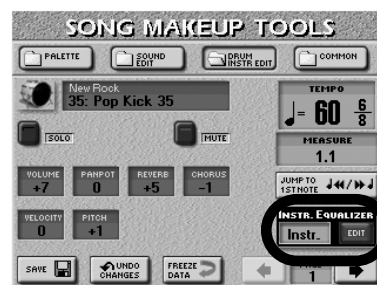 SONG MAKEUP TOOLS
PALETTE
SOUND EDIT
DRUM INSTR EDIT
COMMON
New Rock
35: Pop Kick 35
SOLO
MUTE
TEMPO
= 60 6/8
MEASURE
1.1
VOLUME
+7
PANPOT
0
REVERB
+5
CHORUS
-1
JUMP TO
1ST NOTE
VELOCITY
0
PITCH
+1
INSTR. EQUALIZER
Instr.
EDIT
SAVE
UNDO CHANGES
FREEZE DATA
1